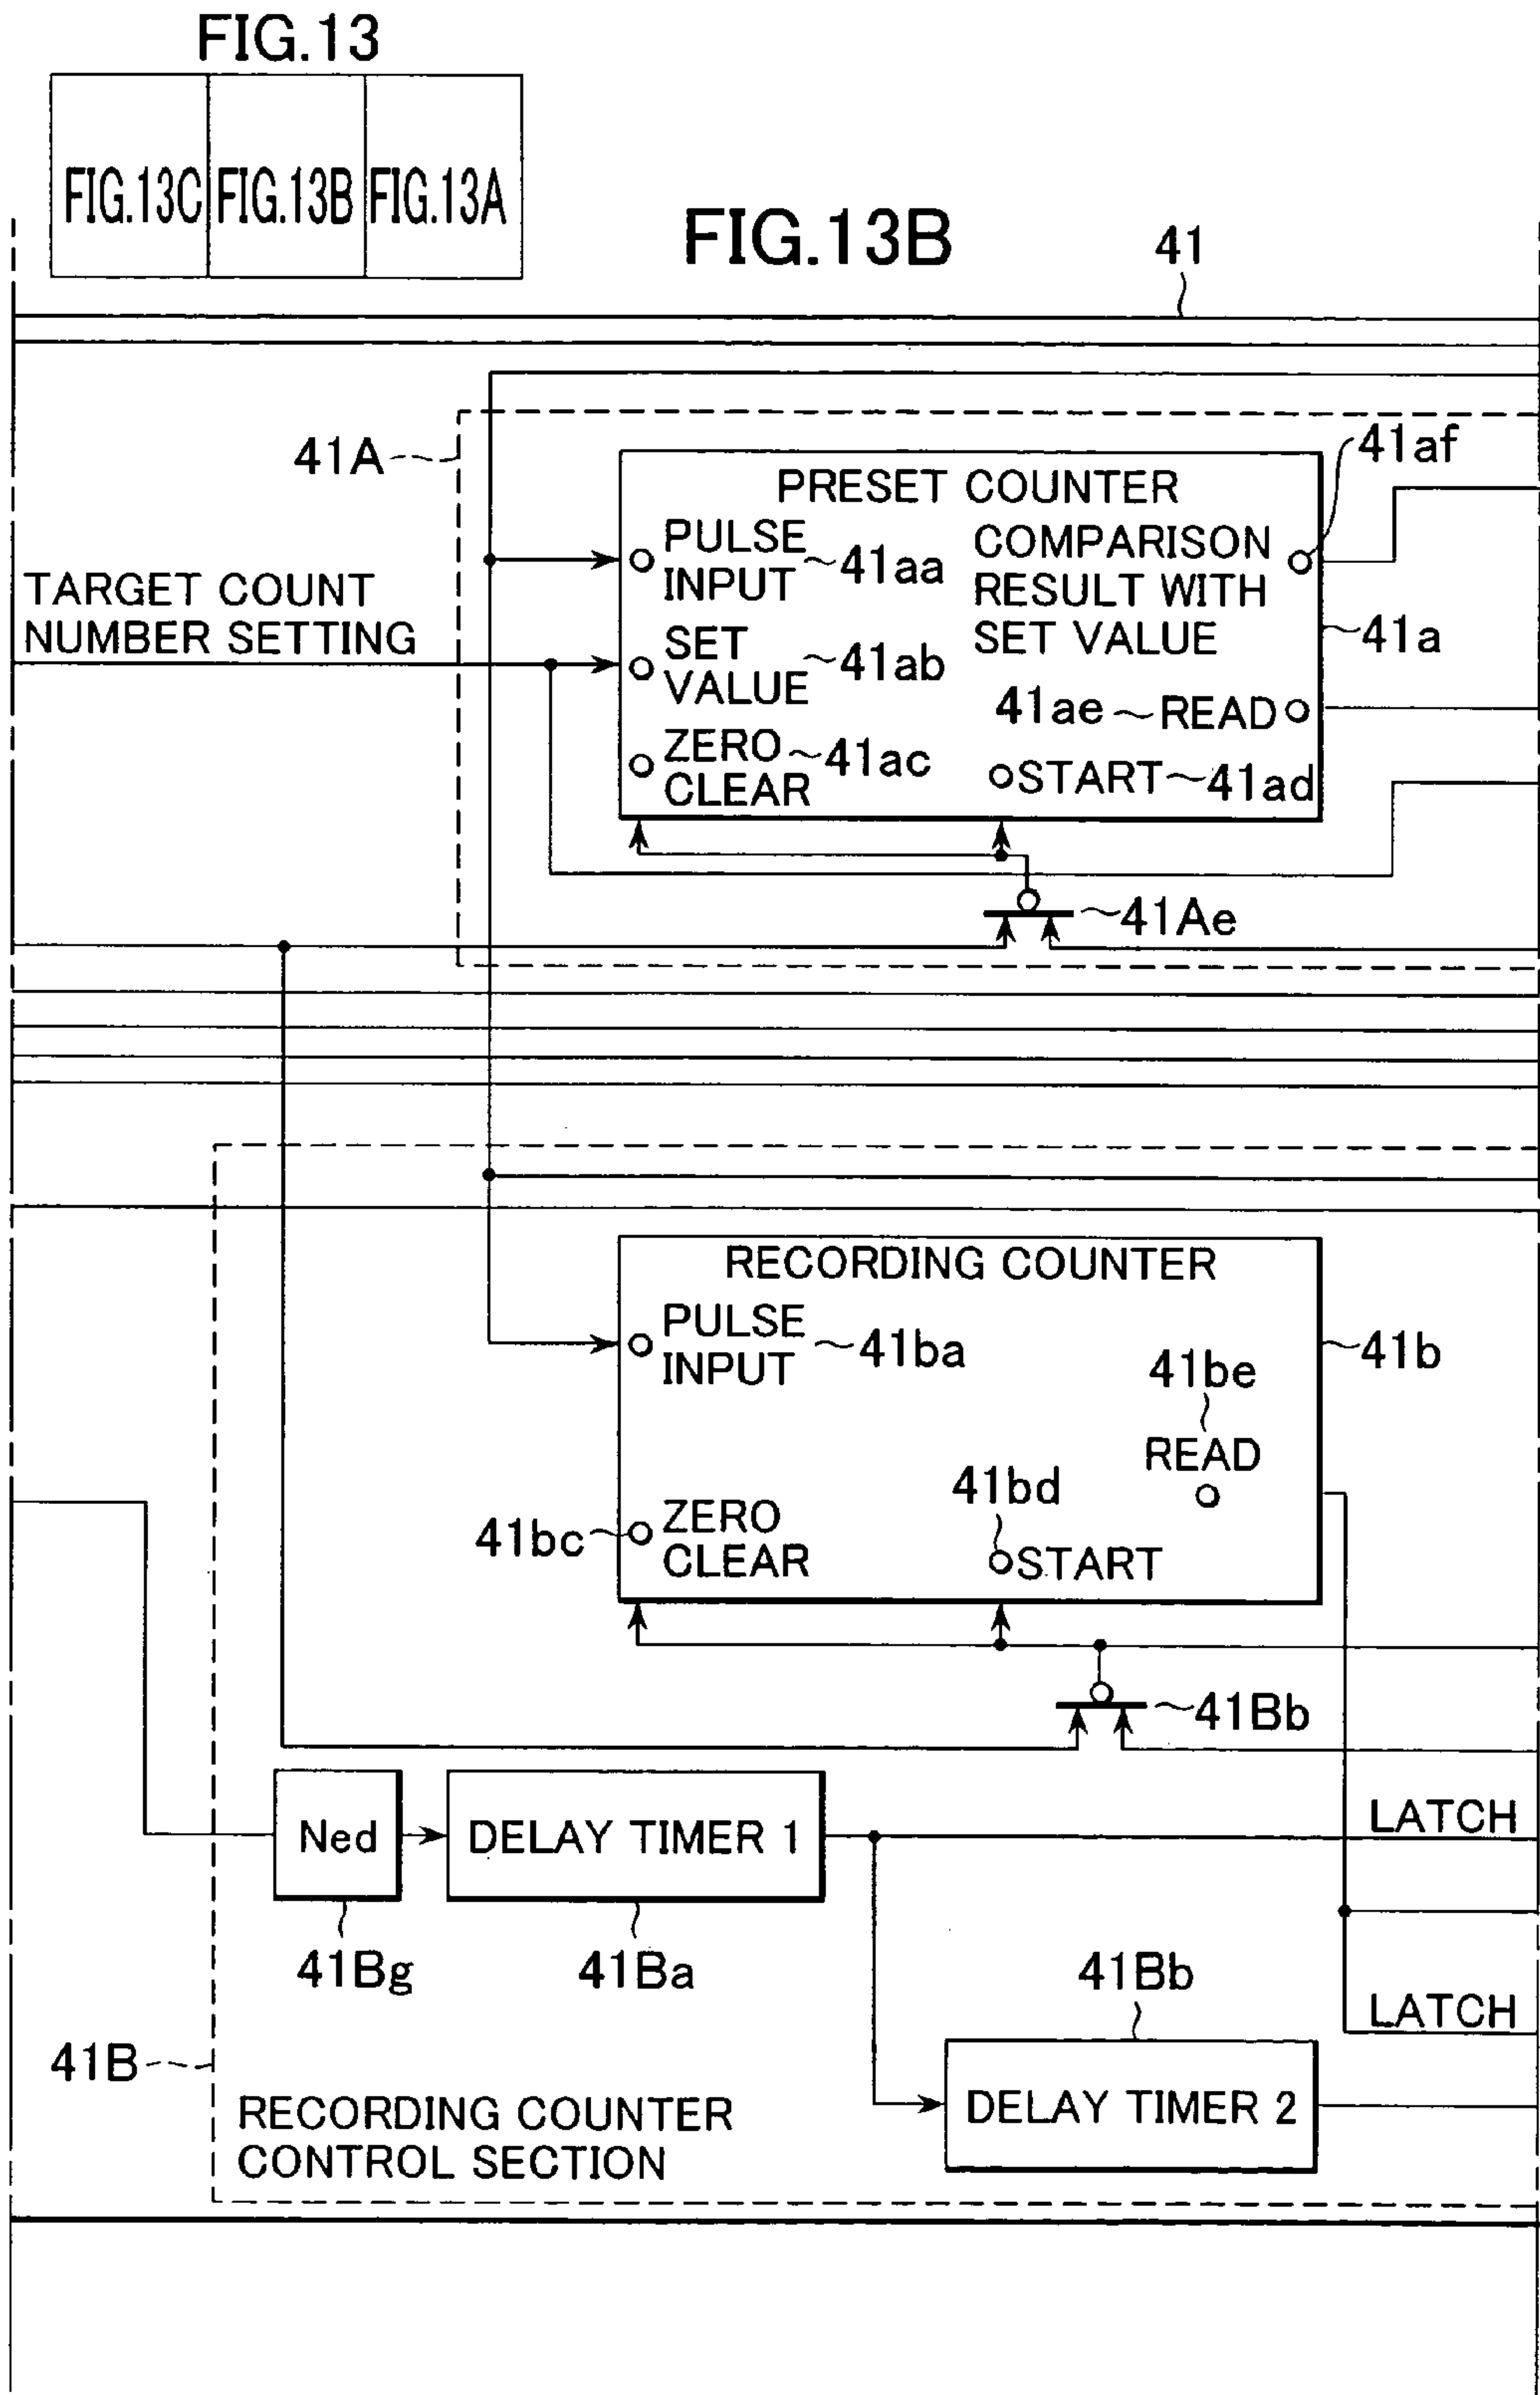 FIG.13
FIG.13C FIG.13B FIG.13A
FIG.13B
41
41A
41af
PRESET COUNTER
PULSE
INPUT
41aa
COMPARISON
RESULT WITH
SET VALUE
41a
TARGET COUNT
NUMBER SETTING
SET
VALUE
41ab
41ae
READ
ZERO
CLEAR
41ac
START
41ad
41Ae
RECORDING COUNTER
PULSE
INPUT
41ba
41b
41be
READ
41bd
START
41bc
ZERO
CLEAR
41Bb
Ned
DELAY TIMER 1
LATCH
41Bg
41Ba
41Bb
LATCH
41B
DELAY TIMER 2
RECORDING COUNTER
CONTROL SECTION